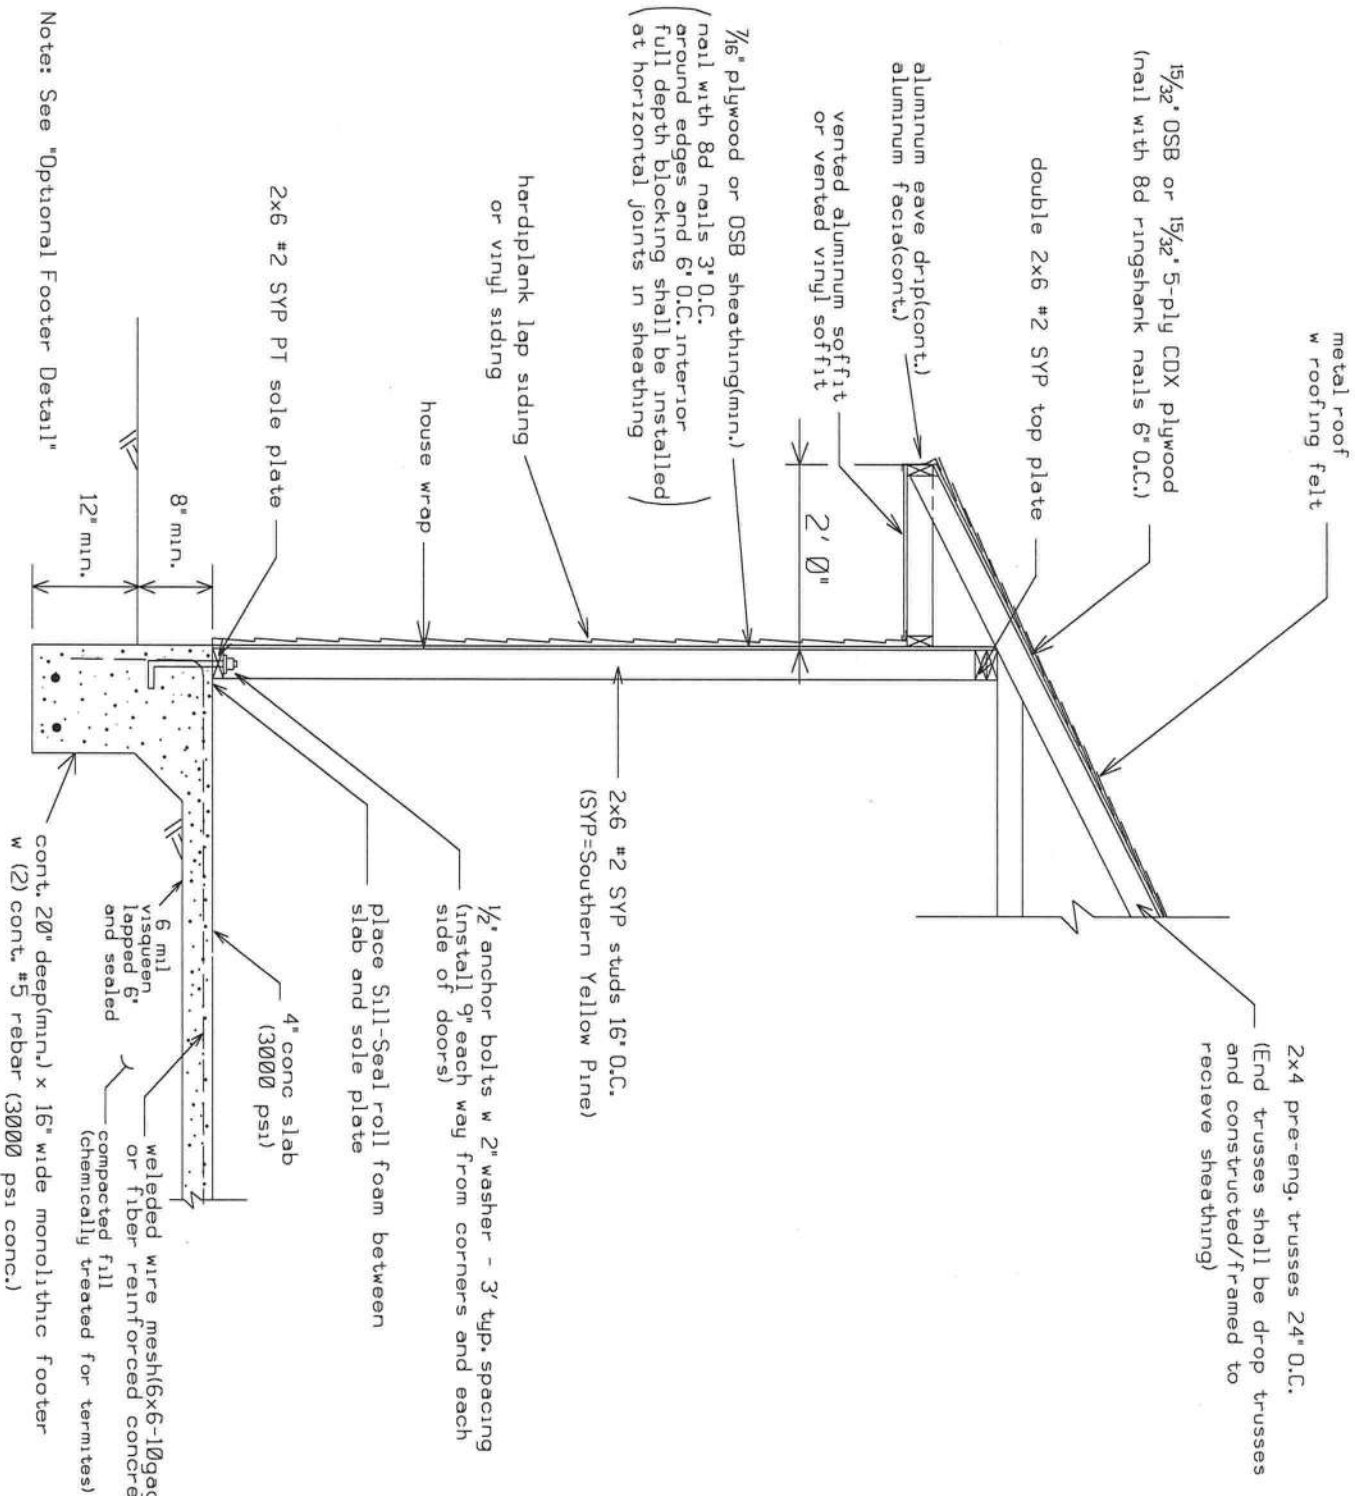 metal roof
w roofing felt
15/32" OSB or 15/32" 5-ply CDX plywood
(nail with 8d ringshank nails 6" O.C.)
double 2x6 #2 SYP top plate
aluminum eave drip(cont.)
aluminum facia(cont.)
vented aluminum soffit
or vented vinyl soffit
2' 0"
7/16" plywood or OSB sheathing(min.)
(nail with 8d nails 3" O.C.
around edges and 6" O.C. interior
full depth blocking shall be installed
at horizontal joints in sheathing)
hardiplank lap siding
or vinyl siding
house wrap
2x6 #2 SYP PT sole plate
8" min.
12" min.
Note: See "Optional Footer Detail"
2x4 pre-eng. trusses 24" O.C.
(End trusses shall be drop trusses
and constructed/framed to
recieve sheathing)
2x6 #2 SYP studs 16" O.C.
(SYP=Southern Yellow Pine)
1/2" anchor bolts w 2" washer - 3' typ. spacing
(install 9" each way from corners and each
side of doors)
place Sill-Seal roll foam between
slab and sole plate
4" conc slab
(3000 psi)
weleded wire mesh(6x6-10
or fiber reinforced
6 mil
visqueen
lapped 6"
and sealed
compacted fill
(chemically treated for termites)
cont. 20" deep(min.) x 16" wide monolithic footer
w (2) cont. #5 rebar (3000 psi conc.)